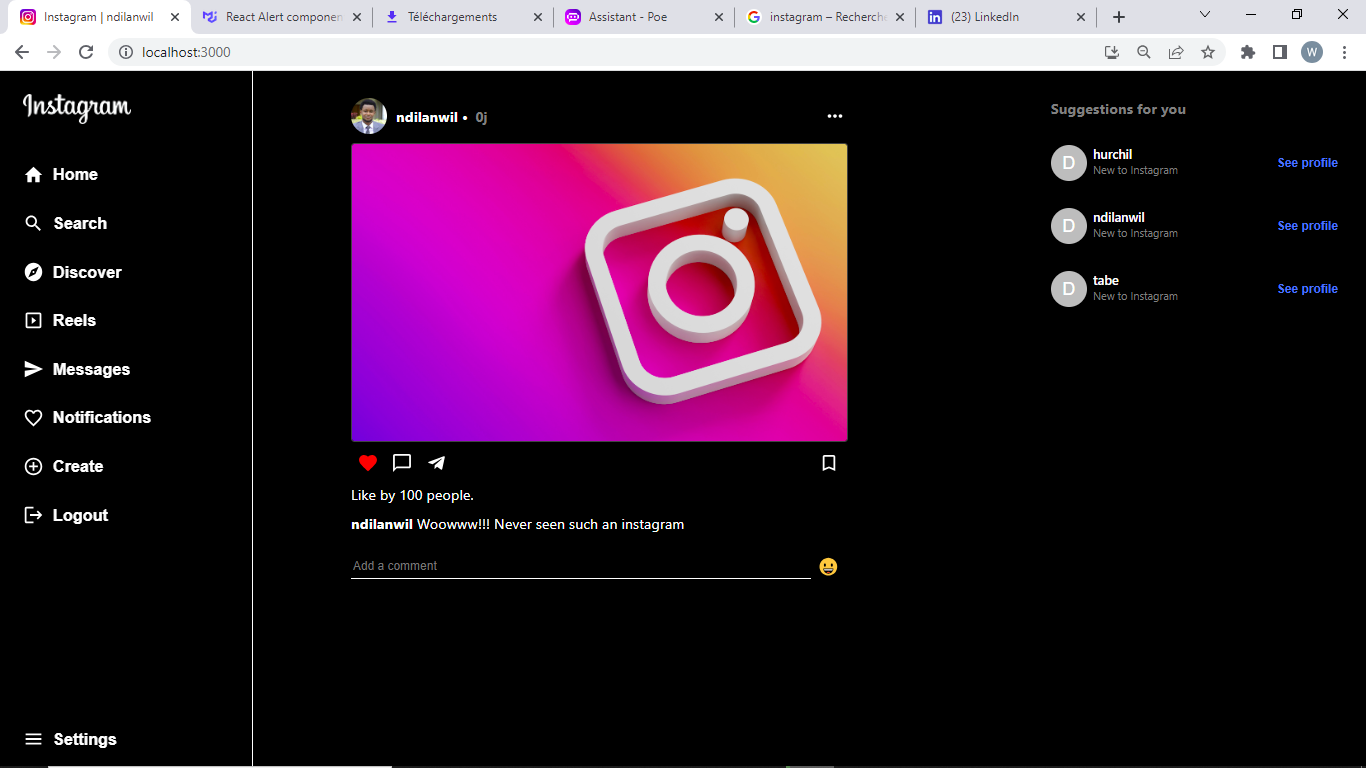 Instagram | ndilanwil
React Alert componen
Téléchargements
Assistant - Poe
instagram – Recherche
(23) LinkedIn
localhost:3000
W
Instagram
Home
Search
Discover
Reels
Messages
Notifications
Create
Logout
Settings
ndilanwil • 0j
Like by 100 people.
ndilanwil Woowww!!! Never seen such an instagram
Add a comment
Suggestions for you
D
hurchil
New to Instagram
See profile
D
ndilanwil
New to Instagram
See profile
D
tabe
New to Instagram
See profile